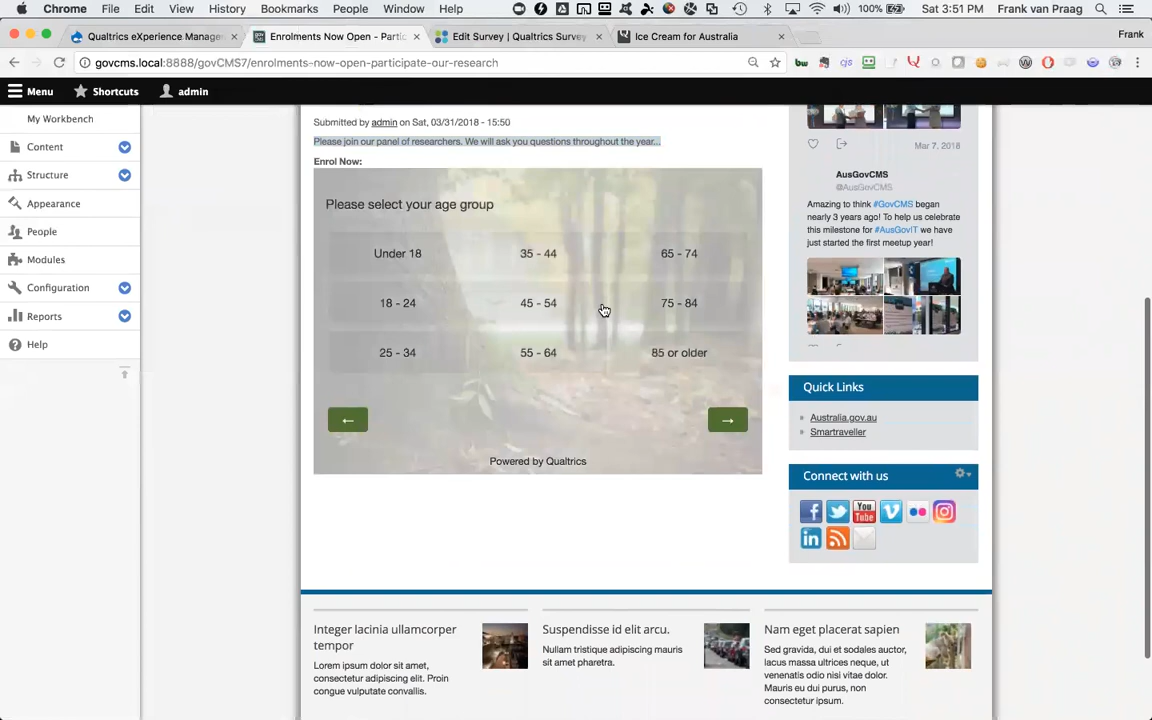 Chrome File Edit View History Bookmarks People Window Help 100% Sat 3:51 PM Frank van Praag
Qualtrics eXperience Manage × Enrolments Now Open - Partic × Edit Survey | Qualtrics Survey × Ice Cream for Australia × Frank
govcms.local:8888/govCMS7/enrolments-now-open-participate-our-research
Menu Shortcuts admin
My Workbench
Content
Structure
Appearance
People
Modules
Configuration
Reports
Help
Submitted by admin on Sat, 03/31/2018 - 15:50
Please join our panel of researchers. We will ask you questions throughout the year...
Enrol Now:
Please select your age group
Under 18 35 - 44 65 - 74
18 - 24 45 - 54 75 - 84
25 - 34 55 - 64 85 or older
← →
Powered by Qualtrics
Mar 7, 2018
AusGovCMS
@AusGovCMS
Amazing to think #GovCMS began
nearly 3 years ago! To help us celebrate
this milestone for #AusGovIT we have
just started the first meetup year!
Quick Links
Australia.gov.au
Smartraveller
Connect with us
You
Tube
Integer lacinia ullamcorper
tempor
Lorem ipsum dolor sit amet,
consectetur adipiscing elit. Proin
congue vulputate convallis.
Suspendisse id elit arcu.
Nullam tristique adipiscing mauris
sit amet pharetra.
Nam eget placerat sapien
Sed gravida, dui et sodales auctor,
lacus massa ultrices neque, ut
venenatis odio nisi vitae dolor.
Mauris eu dui purus, non
consectetur ipsum.